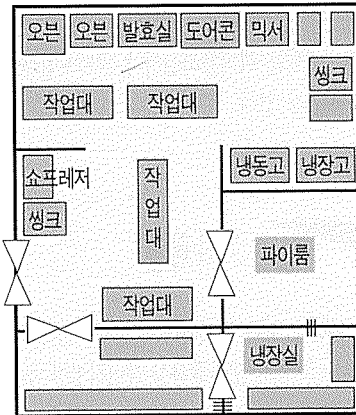 오븐 오븐 발효실 도어콘 믹서
씽크
작업대 작업대
냉동고 냉장고
쇼프레저
작업대
씽크
파이룸
작업대
냉장실